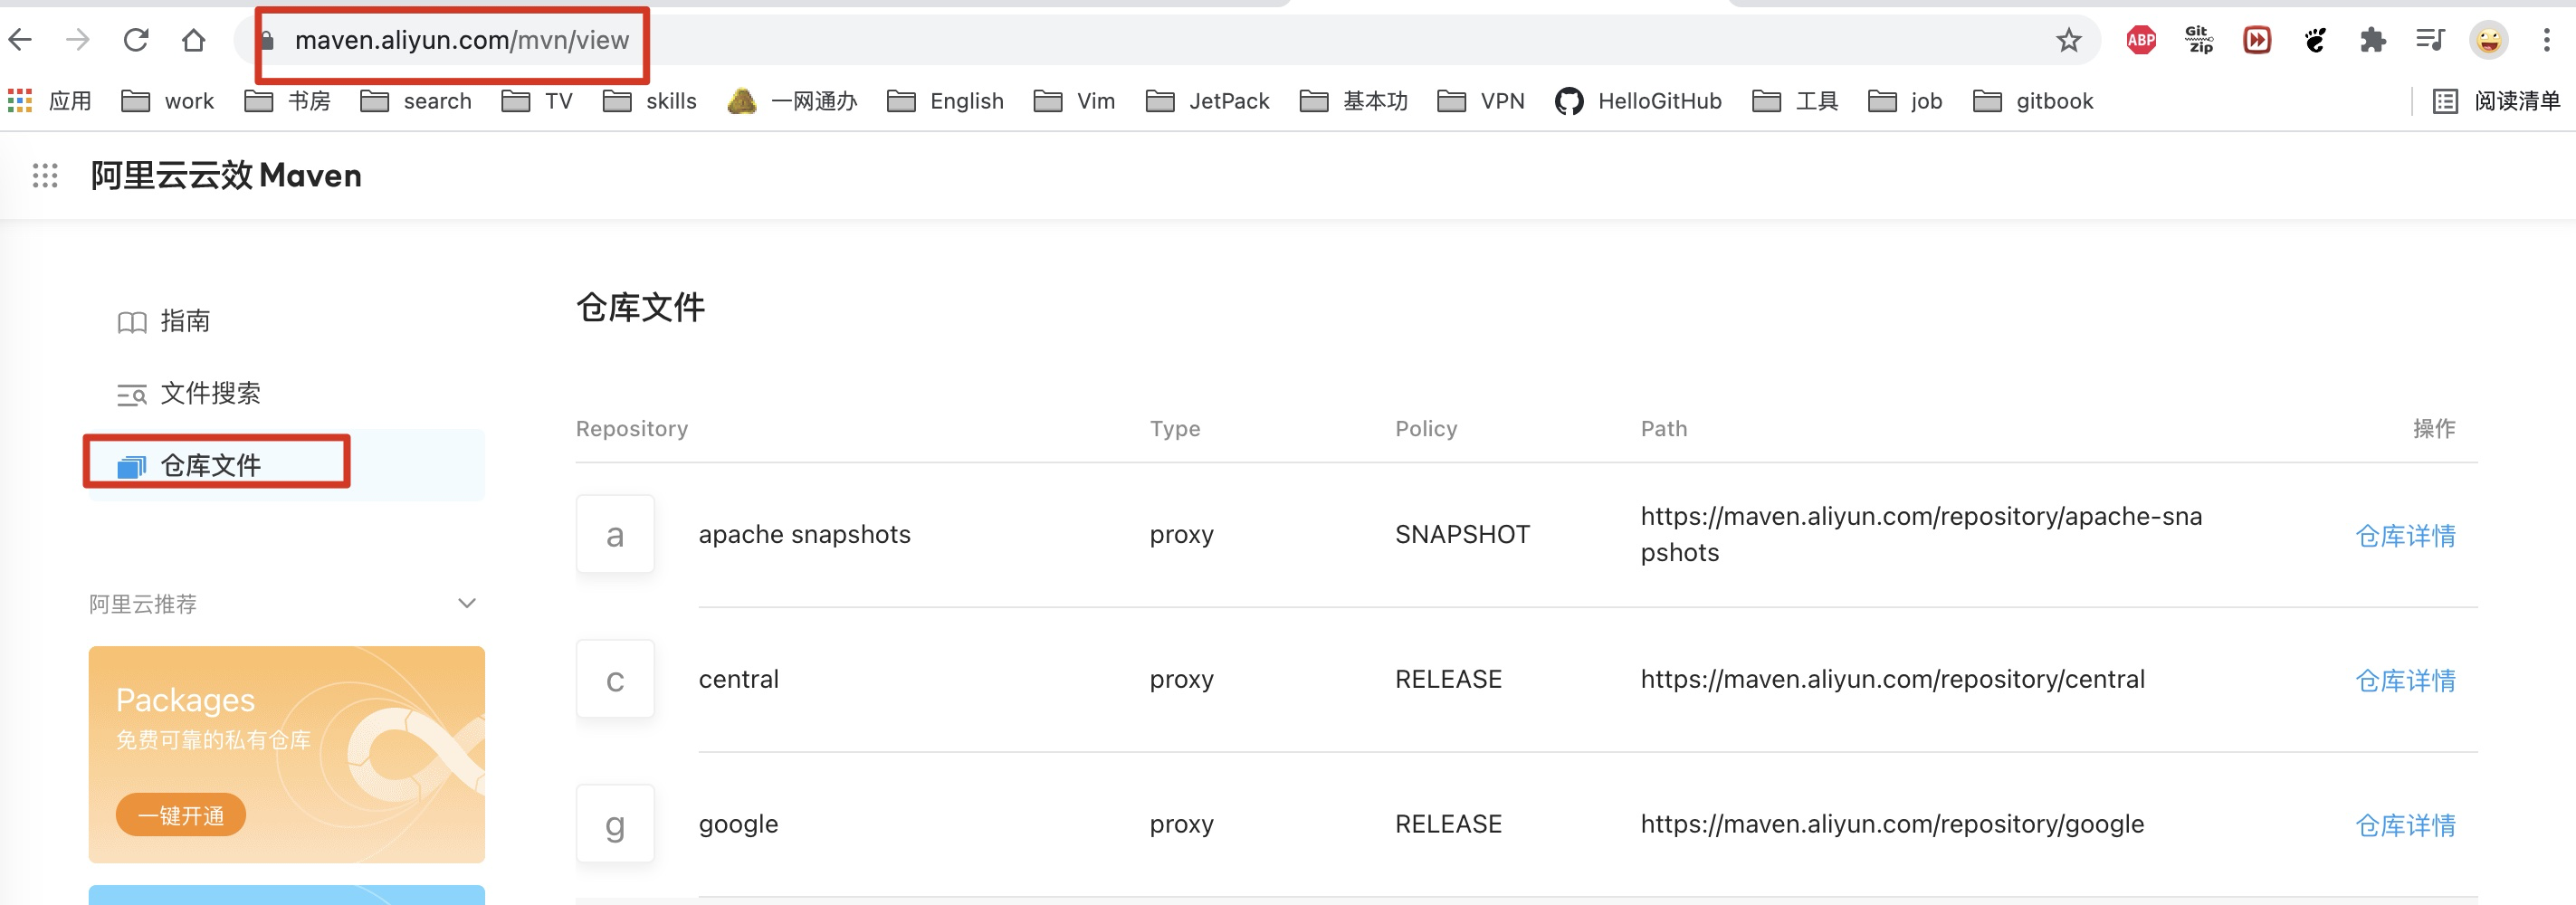 maven.aliyun.com/mvn/view
ABP
Git Zip
应用 work 书房 search TV skills 一网通办 English Vim JetPack 基本功 VPN HelloGitHub 工具 job gitbook 阅读清单
阿里云云效 Maven
指南
文件搜索
仓库文件
阿里云推荐
Packages
免费可靠的私有仓库
一键开通
仓库文件
Repository Type Policy Path 操作
a apache snapshots proxy SNAPSHOT https://maven.aliyun.com/repository/apache-sna
pshots 仓库详情
c central proxy RELEASE https://maven.aliyun.com/repository/central 仓库详情
g google proxy RELEASE https://maven.aliyun.com/repository/google 仓库详情